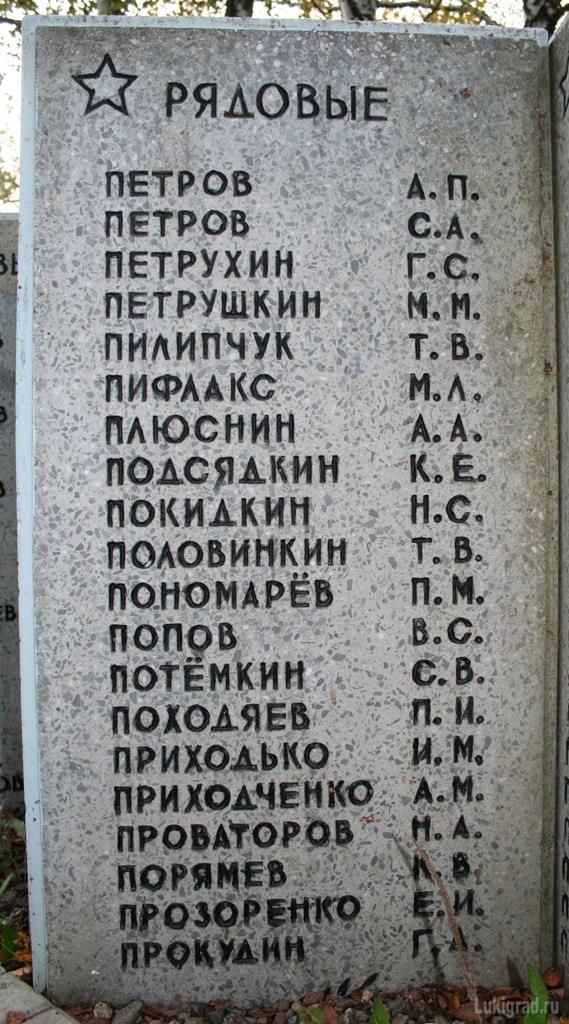 РЯДОВЫЕ
ПЕТРОВ А. П.
ПЕТРОВ С. А.
ПЕТРУХИН Г. С.
ПЕТРУШКИН М. М.
ПИЛИПЧУК Т. В.
ПИФЛАКС М. Л.
ПЛЮСНИН А. А.
ПОДСЯДКИН К. Е.
ПОКИДКИН Н. С.
ПОЛОВИНКИН Т. В.
ПОНОМАРЁВ П. М.
ПОПОВ В. С.
ПОТЁМКИН С. В.
ПОХОДЯЕВ П. И.
ПРИХОДЬКО И. М.
ПРИХОДЧЕНКО А. М.
ПРОВАТОРОВ Н. А.
ПОРЯМЕВ К. В.
ПРОЗОРЕНКО Е. И.
ПРОКУДИН Г. А.
Lukigrad.ru